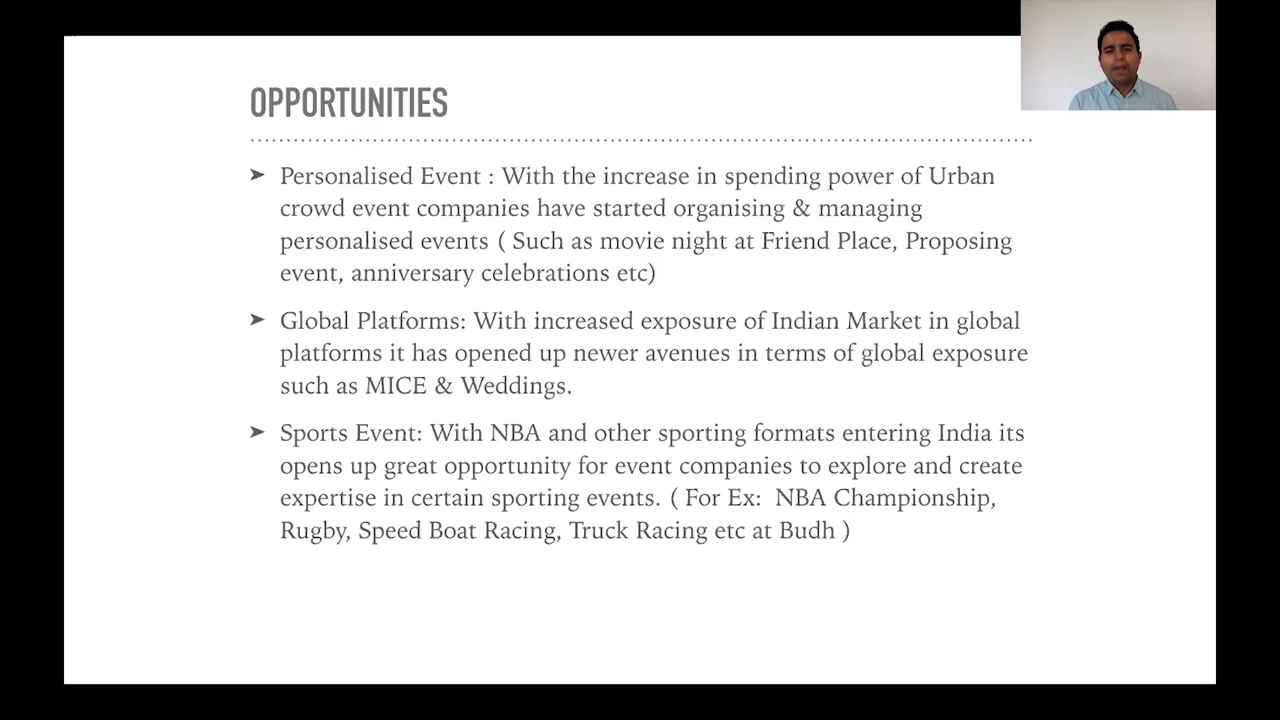 OPPORTUNITIES
➤ Personalised Event : With the increase in spending power of Urban
crowd event companies have started organising & managing
personalised events ( Such as movie night at Friend Place, Proposing
event, anniversary celebrations etc)
➤ Global Platforms: With increased exposure of Indian Market in global
platforms it has opened up newer avenues in terms of global exposure
such as MICE & Weddings.
➤ Sports Event: With NBA and other sporting formats entering India its
opens up great opportunity for event companies to explore and create
expertise in certain sporting events. ( For Ex:  NBA Championship,
Rugby, Speed Boat Racing, Truck Racing etc at Budh )